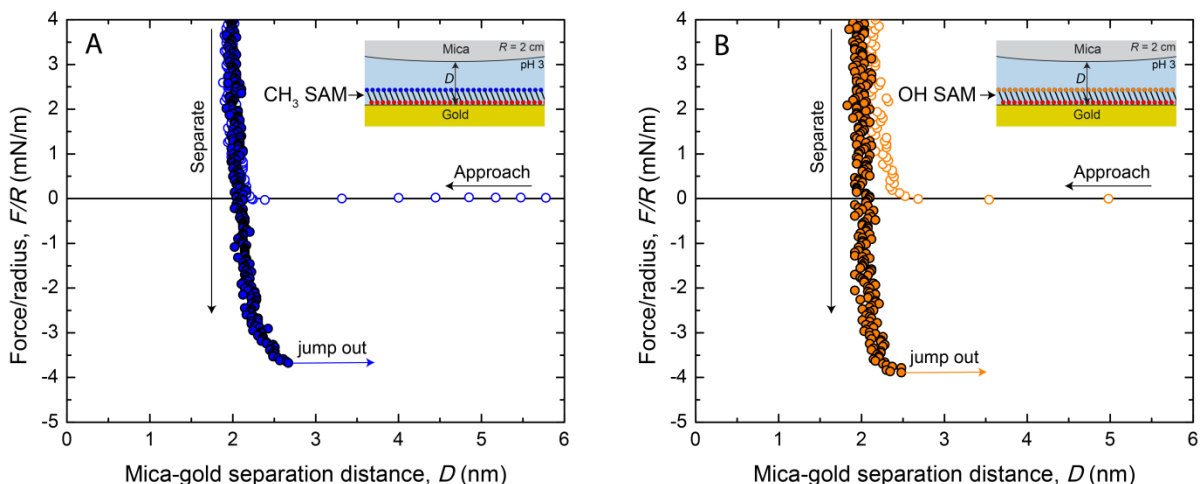 A
Force/radius, F/R (mN/m)
4
3
2
1
0
-1
-2
-3
-4
-5
Separate
CH₃ SAM
Mica
R = 2 cm
pH 3
D
Gold
Approach
jump out
0 1 2 3 4 5 6
Mica-gold separation distance, D (nm)
B
Force/radius, F/R (mN/m)
4
3
2
1
0
-1
-2
-3
-4
-5
Separate
OH SAM
Mica
R = 2 cm
pH 3
D
Gold
Approach
jump out
0 1 2 3 4 5 6
Mica-gold separation distance, D (nm)